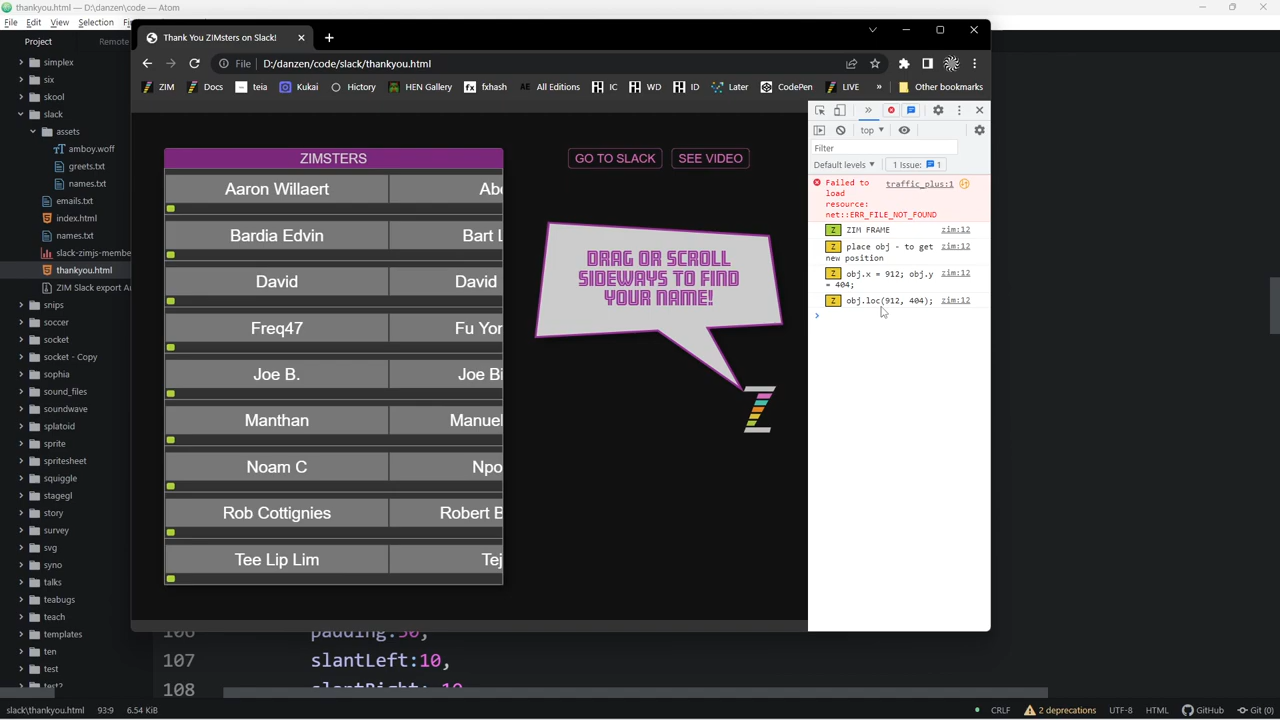 thankyou.html — D:\danzen\code — Atom
File Edit View Selection
Project Remote
simplex
six
skool
slack
assets
amboy.woff
greets.txt
names.txt
emails.txt
index.html
names.txt
slack-zimjs-membe
thankyou.html
ZIM Slack export Ar
snips
soccer
socket
socket - Copy
sophia
sound_files
soundwave
splatoid
sprite
spritesheet
squiggle
stagegl
story
survey
svg
syno
talks
teabugs
teach
templates
ten
test
test2
Thank You ZIMsters on Slack!
File D:/danzen/code/slack/thankyou.html
ZIM Docs teia Kukai Hictory HEN Gallery fxhash AE All Editions IC WD ID Later CodePen LIVE » Other bookmarks
ZIMSTERS
Aaron Willaert Abo
Bardia Edvin Bart L
David David
Freq47 Fu Yon
Joe B. Joe Bi
Manthan Manuel
Noam C Npo
Rob Cottignies Robert B
Tee Lip Lim Tej
GO TO SLACK SEE VIDEO
DRAG OR SCROLL
SIDEWAYS TO FIND
YOUR NAME!
Z
»
top
Filter
Default levels 1 Issue: 1
Failed to traffic_plus:1
load
resource:
net::ERR_FILE_NOT_FOUND
Z ZIM FRAME zim:12
Z place obj - to get zim:12
new position
Z obj.x = 912; obj.y zim:12
= 404;
Z obj.loc(912, 404); zim:12
106 padding:30,
107 slantLeft:10,
108 slantRight:-10
slack\thankyou.html 93:9 6.54 KiB CRLF 2 deprecations UTF-8 HTML GitHub Git (0)